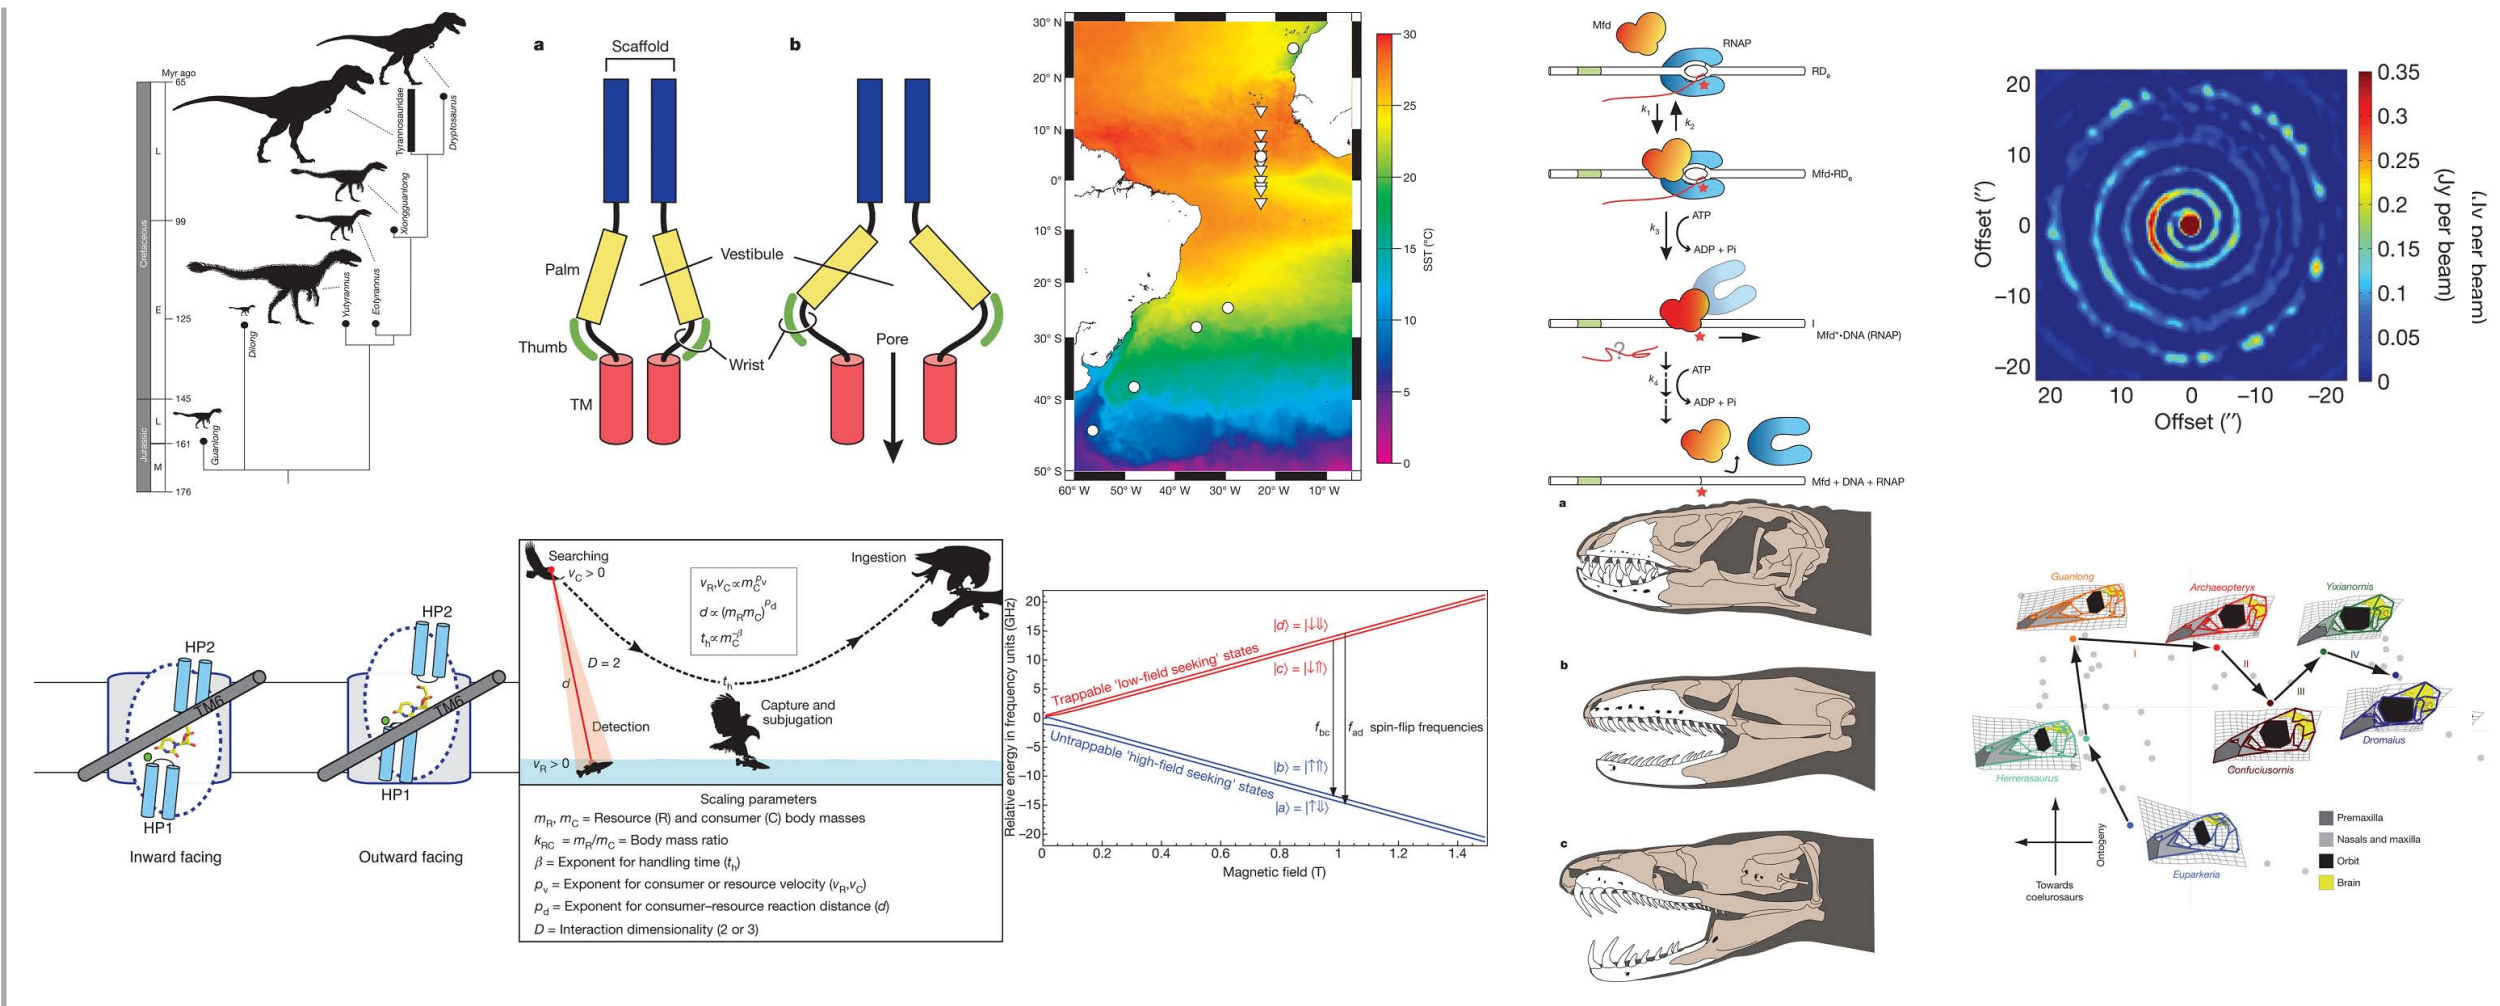 Myr ago
65
L
99
Cretaceous
E
125
145
L
161
Jurassic
M
176
Tyrannosauridae
Dryptosaurus
Xiongguanlong
Yutyrannus
Eotyrannus
Dilong
Guanlong
a
Scaffold
b
Palm
Vestibule
Thumb
Wrist
Pore
TM
30° N
20° N
10° N
0°
10° S
20° S
30° S
40° S
50° S
60° W
50° W
40° W
30° W
20° W
10° W
30
25
20
15
10
5
0
SST (°C)
Mfd
RNAP
RDe
k1
k2
Mfd•RDe
ATP
k3
ADP + Pi
I
Mfd*•DNA (RNAP)
?
ATP
k4
ADP + Pi
Mfd + DNA + RNAP
20
10
0
−10
−20
Offset (″)
20
10
0
−10
−20
Offset (″)
0.35
0.3
0.25
0.2
0.15
0.1
0.05
0
(Jy per beam)
(Jy per beam)
HP2
TM6
HP1
Inward facing
HP2
TM6
HP1
Outward facing
Searching
vC > 0
Ingestion
vR,vC ∝ mC^pv
d ∝ (mRmC)^pd
th ∝ mC^−β
D = 2
d
th
Detection
Capture and
subjugation
vR > 0
Scaling parameters
mR, mC = Resource (R) and consumer (C) body masses
kRC = mR/mC = Body mass ratio
β = Exponent for handling time (th)
pv = Exponent for consumer or resource velocity (vR,vC)
pd = Exponent for consumer–resource reaction distance (d)
D = Interaction dimensionality (2 or 3)
Relative energy in frequency units (GHz)
20
15
10
5
0
−5
−10
−15
−20
0
0.2
0.4
0.6
0.8
1
1.2
1.4
Magnetic field (T)
Trappable 'low-field seeking' states
Untrappable 'high-field seeking' states
|d⟩ = |↓⇓⟩
|c⟩ = |↓⇑⟩
|b⟩ = |↑⇑⟩
|a⟩ = |↑⇓⟩
fbc
fad spin-flip frequencies
a
b
c
Guanlong
Archaeopteryx
Yixianornis
I
II
III
IV
Herrerasaurus
Confuciusornis
Dromaius
Euparkeria
Ontogeny
Towards
coelurosaurs
Premaxilla
Nasals and maxilla
Orbit
Brain